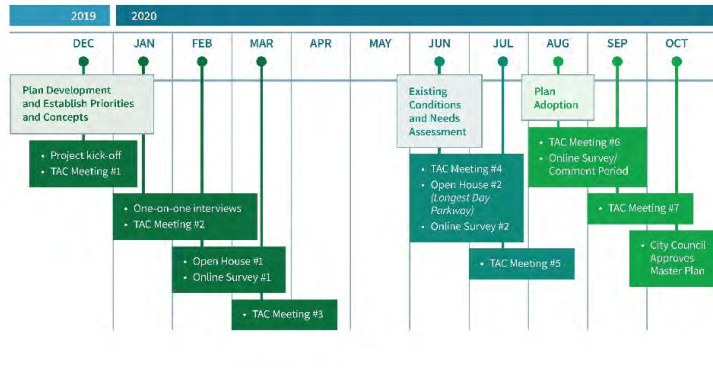 2019
2020
DEC JAN FEB MAR APR MAY JUN JUL AUG SEP OCT
Plan Development
and Establish Priorities
and Concepts
Existing
Conditions
and Needs
Assessment
Plan
Adoption
• Project kick-off
• TAC Meeting #1
• One-on-one interviews
• TAC Meeting #2
• Open House #1
• Online Survey #1
• TAC Meeting #3
• TAC Meeting #4
• Open House #2
(Longest Day
Parkway)
• Online Survey #2
• TAC Meeting #5
• TAC Meeting #6
• Online Survey/
Comment Period
• TAC Meeting #7
• City Council
Approves
Master Plan